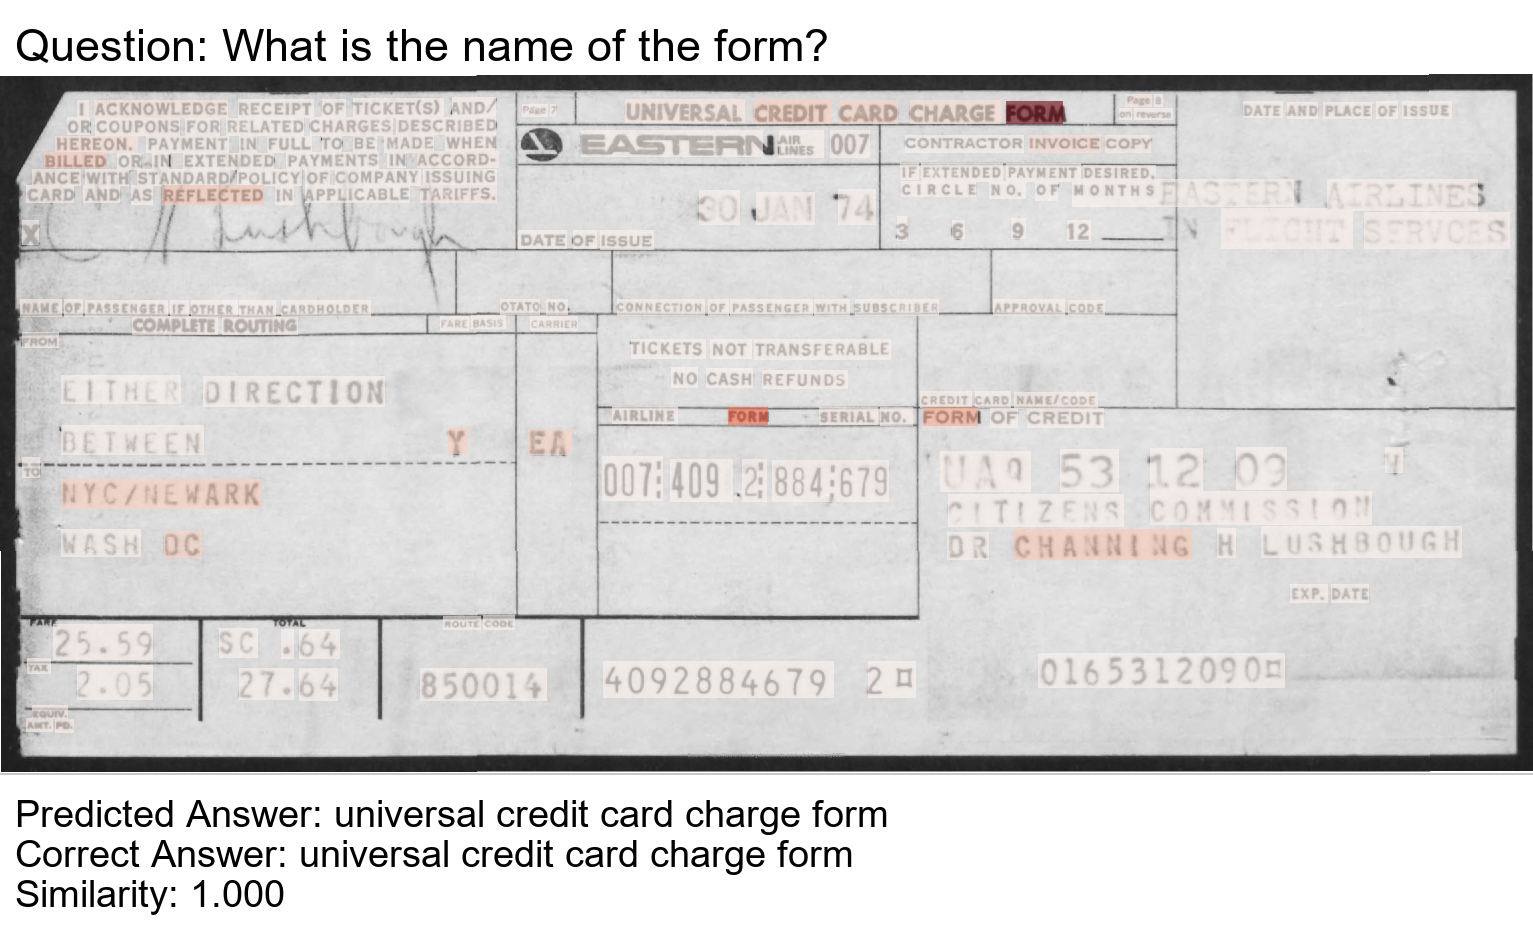 Question: What is the name of the form?
I ACKNOWLEDGE RECEIPT OF TICKET(S) AND/
OR COUPONS FOR RELATED CHARGES DESCRIBED
HEREON. PAYMENT IN FULL TO BE MADE WHEN
BILLED OR IN EXTENDED PAYMENTS IN ACCORD-
ANCE WITH STANDARD POLICY OF COMPANY ISSUING
CARD AND AS REFLECTED IN APPLICABLE TARIFFS.
X C H Lushbough
Page 7
UNIVERSAL CREDIT CARD CHARGE FORM
Page 8
on reverse
DATE AND PLACE OF ISSUE
EASTERN AIR LINES 007
CONTRACTOR INVOICE COPY
IF EXTENDED PAYMENT DESIRED,
CIRCLE NO. OF MONTHS
3 6 9 12
30 JAN 74
DATE OF ISSUE
EASTERN AIRLINES
IN FLIGHT SERVCES
NAME OF PASSENGER IF OTHER THAN CARDHOLDER
OTATO NO.
CONNECTION OF PASSENGER WITH SUBSCRIBER
APPROVAL CODE
COMPLETE ROUTING
FARE BASIS
CARRIER
FROM
EITHER DIRECTION
BETWEEN Y EA
TO
NYC/NEWARK
WASH DC
TICKETS NOT TRANSFERABLE
NO CASH REFUNDS
AIRLINE FORM SERIAL NO.
007 409 2 884 679
CREDIT CARD NAME/CODE
FORM OF CREDIT
UA9 53 12 09
CITIZENS COMMISSION
DR CHANNING H LUSHBOUGH
EXP. DATE
FARE
25.59
TAX
2.05
EQUIV.
AMT. PD.
TOTAL
SC .64
27.64
ROUTE CODE
850014
4092884679 2
0165312090
Predicted Answer: universal credit card charge form
Correct Answer: universal credit card charge form
Similarity: 1.000